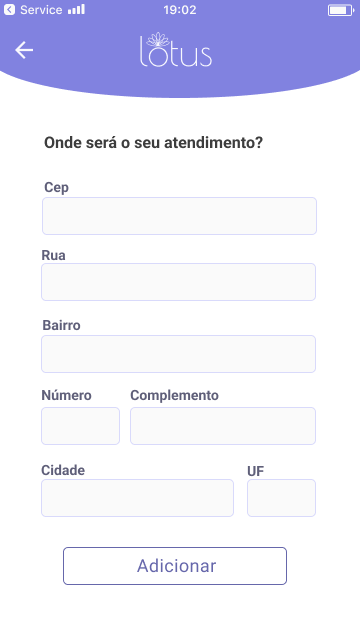 Service
19:02
lotus
Onde será o seu atendimento?
Cep
Rua
Bairro
Número Complemento
Cidade UF
Adicionar